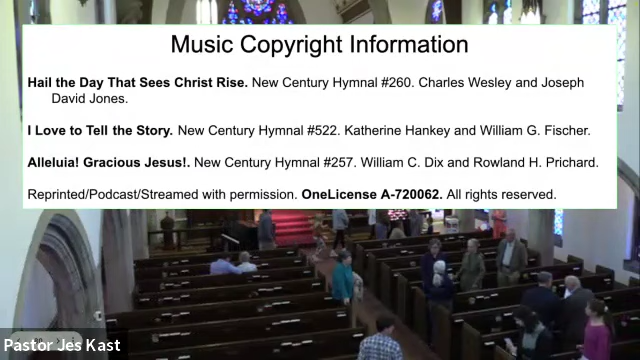 Music Copyright Information
Hail the Day That Sees Christ Rise. New Century Hymnal #260. Charles Wesley and Joseph
David Jones.
I Love to Tell the Story. New Century Hymnal #522. Katherine Hankey and William G. Fischer.
Alleluia! Gracious Jesus!. New Century Hymnal #257. William C. Dix and Rowland H. Prichard.
Reprinted/Podcast/Streamed with permission. OneLicense A-720062. All rights reserved.
Pastor Jes Kast